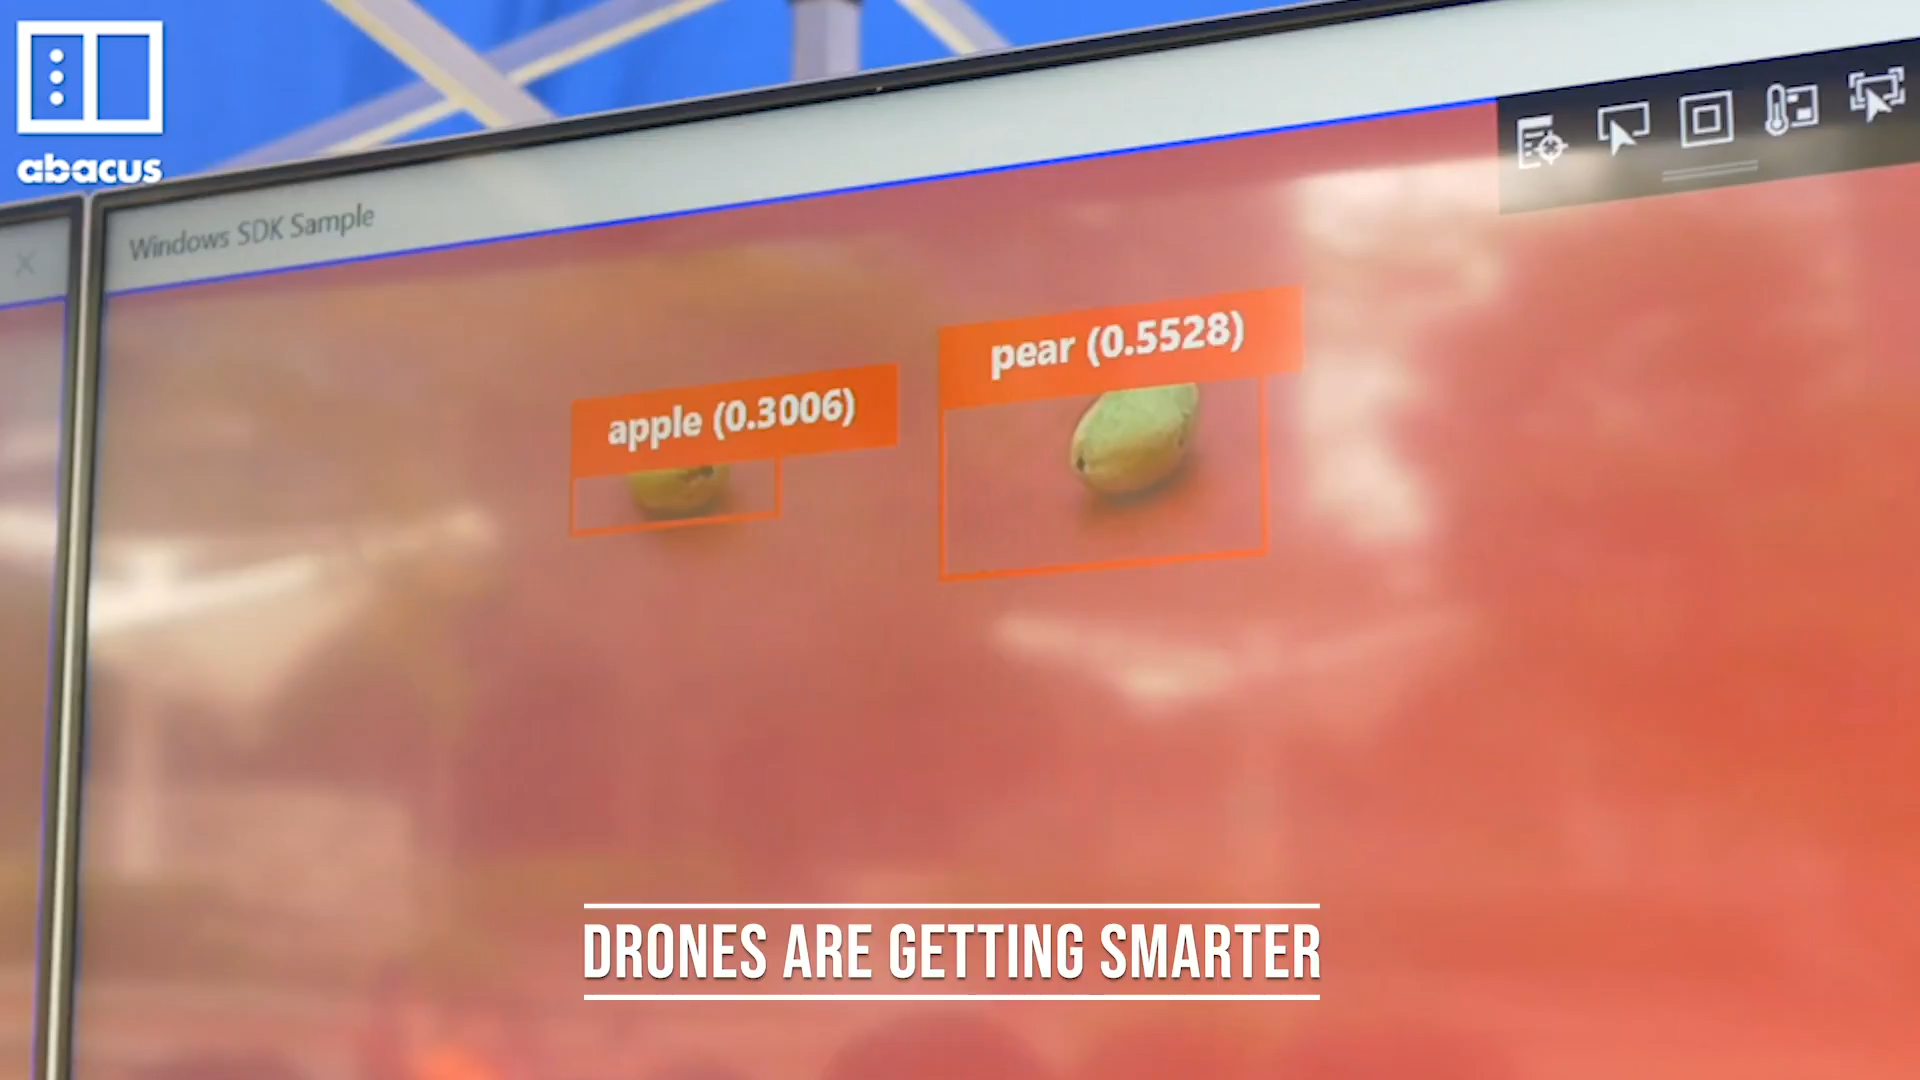 abacus
Windows SDK Sample
apple (0.3006)
pear (0.5528)
DRONES ARE GETTING SMARTER